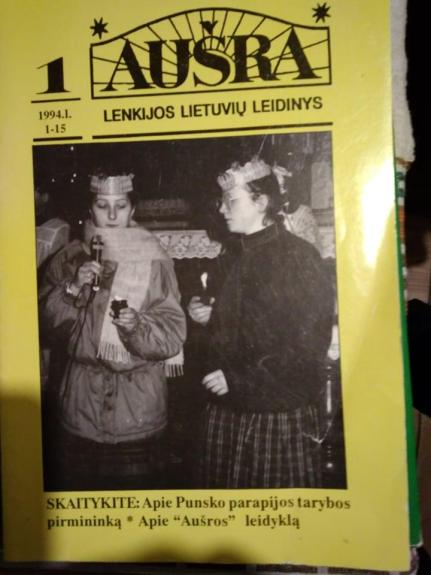 AUŠRA
1
1994.I.
1-15
LENKIJOS LIETUVIŲ LEIDINYS
SKAITYKITE: Apie Punsko parapijos tarybos
pirmininką * Apie “Aušros” leidyklą